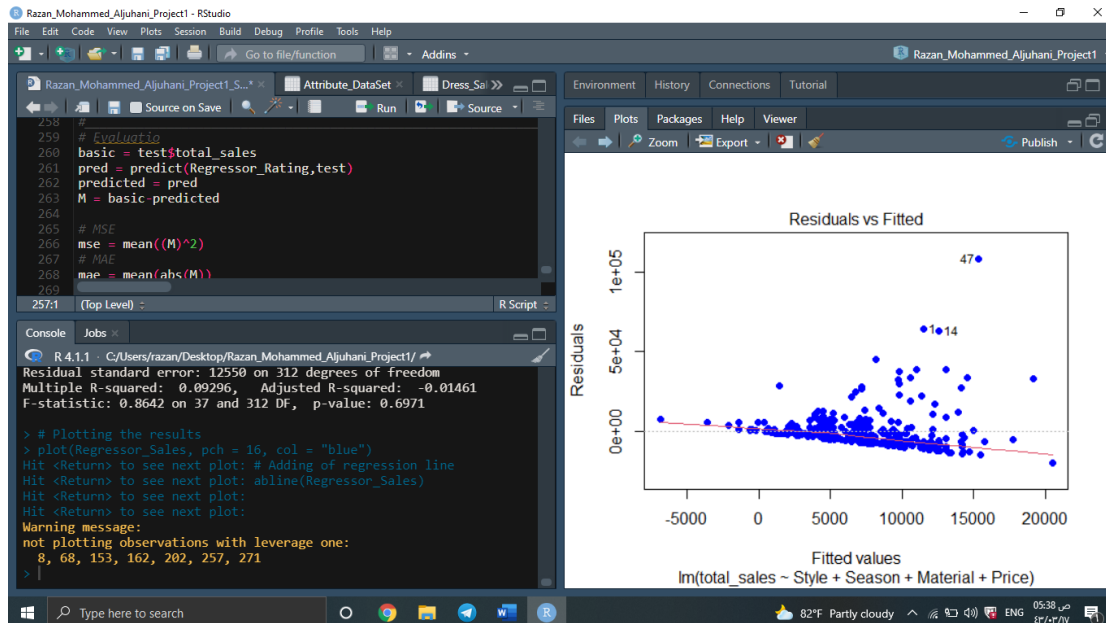 Razan_Mohammed_Aljuhani_Project1 - RStudio
File Edit Code View Plots Session Build Debug Profile Tools Help
Go to file/function Addins Razan_Mohammed_Aljuhani_Project1
Razan_Mohammed_Aljuhani_Project1_S...* Attribute_DataSet Dress_Sal
Source on Save Run Source
258 #
259 # Evaluatio
260 basic = test$total_sales
261 pred = predict(Regressor_Rating,test)
262 predicted = pred
263 M = basic-predicted
264
265 # MSE
266 mse = mean((M)^2)
267 # MAE
268 mae = mean(abs(M))
269
257:1 (Top Level) R Script
Console Jobs
R 4.1.1 · C:/Users/razan/Desktop/Razan_Mohammed_Aljuhani_Project1/
Residual standard error: 12550 on 312 degrees of freedom
Multiple R-squared: 0.09296, Adjusted R-squared: -0.01461
F-statistic: 0.8642 on 37 and 312 DF, p-value: 0.6971
> # Plotting the results
> plot(Regressor_Sales, pch = 16, col = "blue")
Hit <Return> to see next plot: # Adding of regression line
Hit <Return> to see next plot: abline(Regressor_Sales)
Hit <Return> to see next plot:
Hit <Return> to see next plot:
Warning message:
not plotting observations with leverage one:
8, 68, 153, 162, 202, 257, 271
>
Environment History Connections Tutorial
Files Plots Packages Help Viewer
Zoom Export Publish
Residuals vs Fitted
Residuals
1e+05
5e+04
0e+00
47
1 14
-5000 0 5000 10000 15000 20000
Fitted values
lm(total_sales ~ Style + Season + Material + Price)
Type here to search
82°F Partly cloudy ENG 05:38 ص
٤٣/٠٣/١٧
1